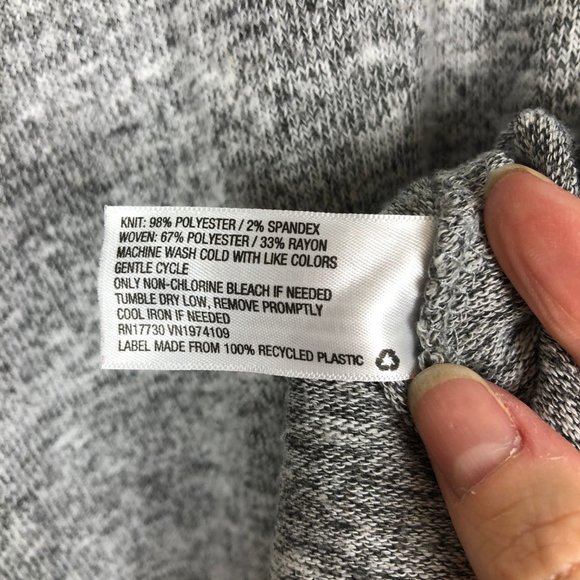 KNIT: 98% POLYESTER / 2% SPANDEX
WOVEN: 67% POLYESTER / 33% RAYON
MACHINE WASH COLD WITH LIKE COLORS
GENTLE CYCLE
ONLY NON-CHLORINE BLEACH IF NEEDED
TUMBLE DRY LOW, REMOVE PROMPTLY
COOL IRON IF NEEDED
RN17730 VN1974109
LABEL MADE FROM 100% RECYCLED PLASTIC